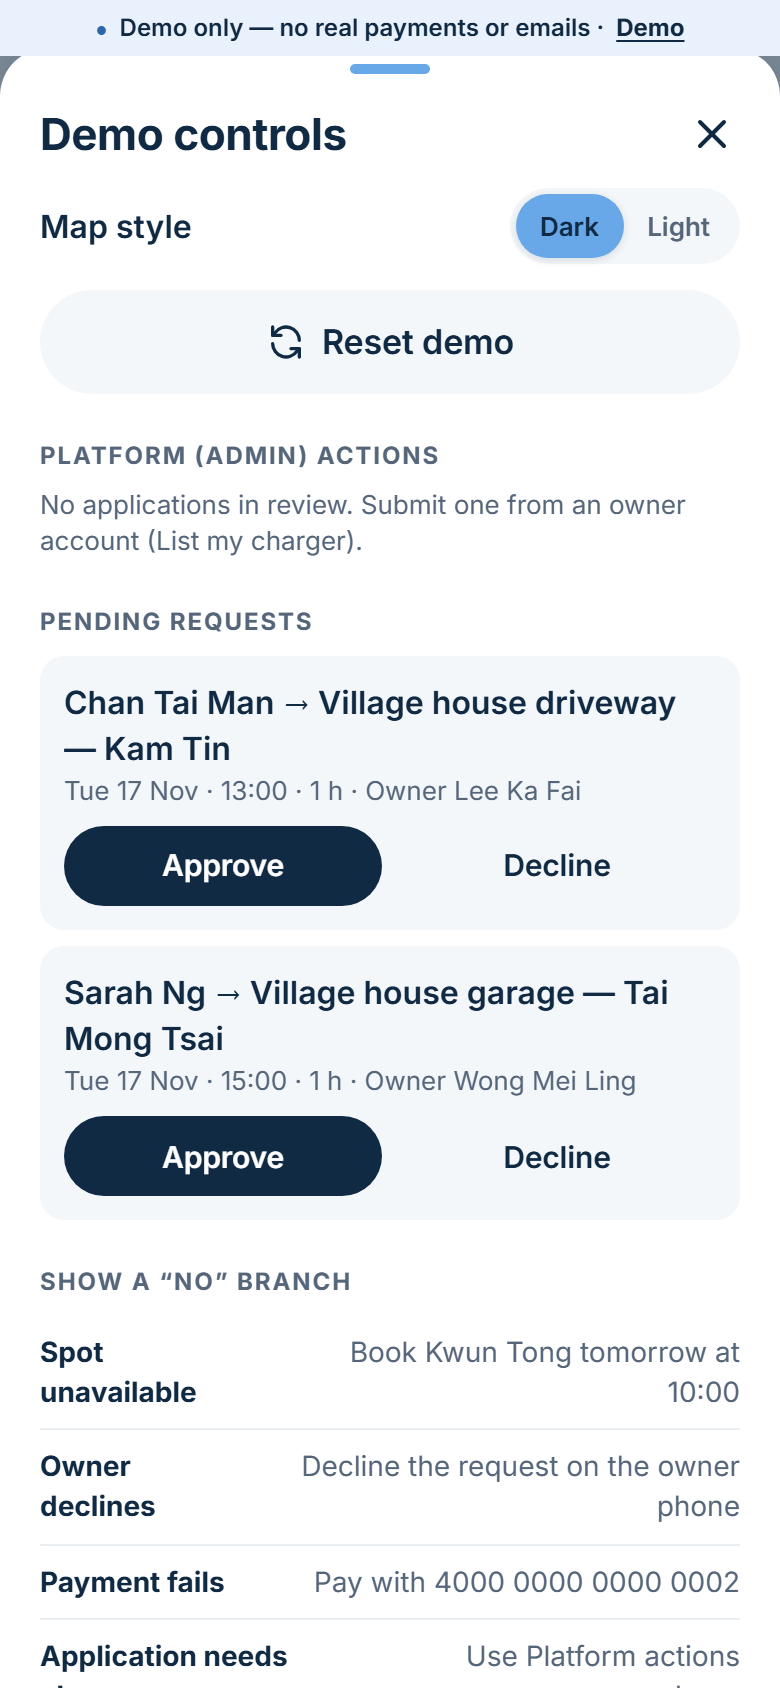 Demo only — no real payments or emails · Demo
Demo controls
Map style
Dark
Light
Reset demo
PLATFORM (ADMIN) ACTIONS
No applications in review. Submit one from an owner
account (List my charger).
PENDING REQUESTS
Chan Tai Man → Village house driveway
— Kam Tin
Tue 17 Nov · 13:00 · 1 h · Owner Lee Ka Fai
Approve
Decline
Sarah Ng → Village house garage — Tai
Mong Tsai
Tue 17 Nov · 15:00 · 1 h · Owner Wong Mei Ling
Approve
Decline
SHOW A “NO” BRANCH
Spot
unavailable
Book Kwun Tong tomorrow at
10:00
Owner
declines
Decline the request on the owner
phone
Payment fails
Pay with 4000 0000 0000 0002
Application needs
Use Platform actions